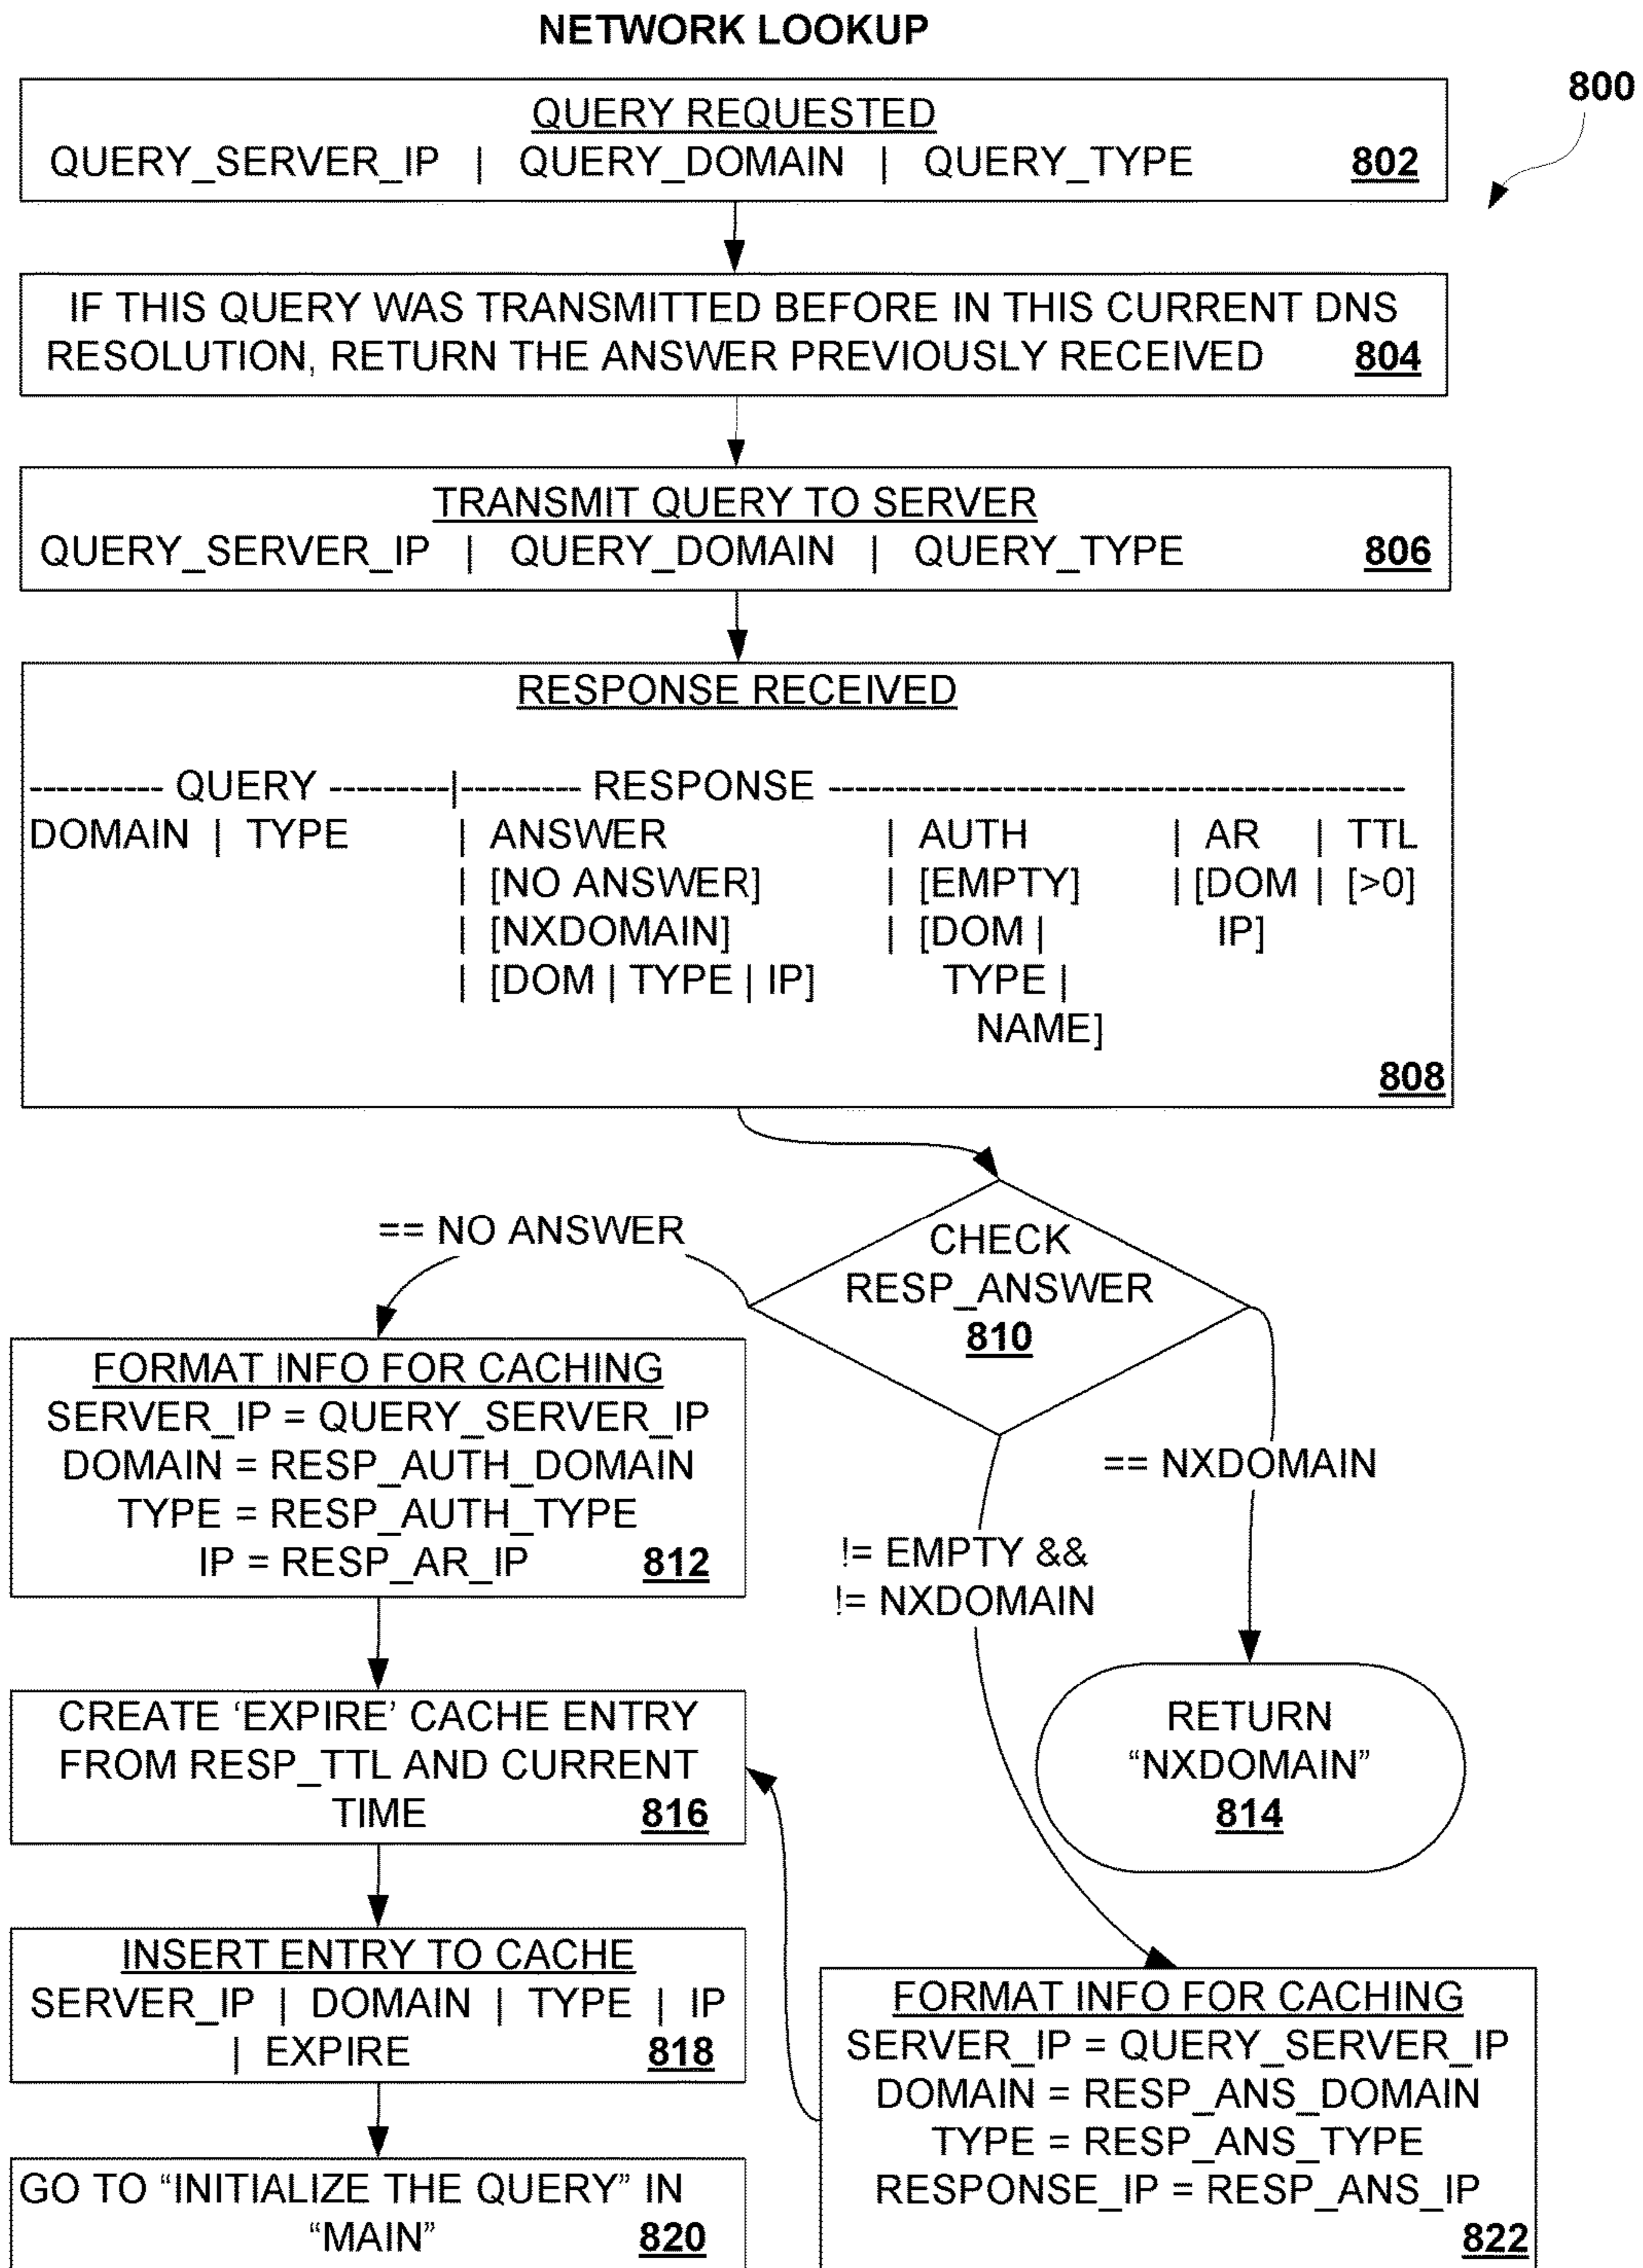 NETWORK LOOKUP
800
QUERY REQUESTED
QUERY_SERVER_IP | QUERY_DOMAIN | QUERY_TYPE 802
IF THIS QUERY WAS TRANSMITTED BEFORE IN THIS CURRENT DNS
RESOLUTION, RETURN THE ANSWER PREVIOUSLY RECEIVED 804
TRANSMIT QUERY TO SERVER
QUERY_SERVER_IP | QUERY_DOMAIN | QUERY_TYPE 806
RESPONSE RECEIVED
---------- QUERY ---------|--------- RESPONSE -------------------------------------------
DOMAIN | TYPE | ANSWER | AUTH | AR | TTL
| [NO ANSWER] | [EMPTY] | [DOM | [>0]
| [NXDOMAIN] | [DOM | IP]
| [DOM | TYPE | IP] TYPE |
NAME]
808
CHECK
RESP_ANSWER
810
== NO ANSWER
== NXDOMAIN
!= EMPTY &&
!= NXDOMAIN
FORMAT INFO FOR CACHING
SERVER_IP = QUERY_SERVER_IP
DOMAIN = RESP_AUTH_DOMAIN
TYPE = RESP_AUTH_TYPE
IP = RESP_AR_IP 812
RETURN
“NXDOMAIN”
814
CREATE ‘EXPIRE’ CACHE ENTRY
FROM RESP_TTL AND CURRENT
TIME 816
INSERT ENTRY TO CACHE
SERVER_IP | DOMAIN | TYPE | IP
| EXPIRE 818
GO TO “INITIALIZE THE QUERY” IN
“MAIN” 820
FORMAT INFO FOR CACHING
SERVER_IP = QUERY_SERVER_IP
DOMAIN = RESP_ANS_DOMAIN
TYPE = RESP_ANS_TYPE
RESPONSE_IP = RESP_ANS_IP
822